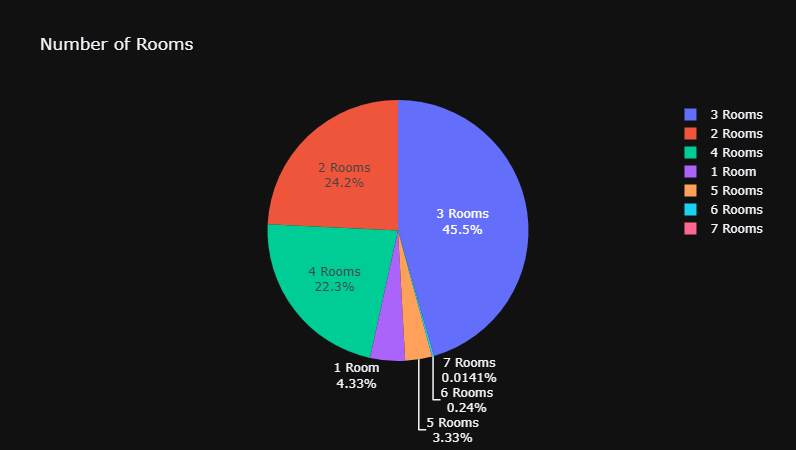 Number of Rooms
3 Rooms
2 Rooms
4 Rooms
1 Room
5 Rooms
6 Rooms
7 Rooms
2 Rooms
24.2%
3 Rooms
45.5%
4 Rooms
22.3%
1 Room
4.33%
7 Rooms
0.0141%
6 Rooms
0.24%
5 Rooms
3.33%